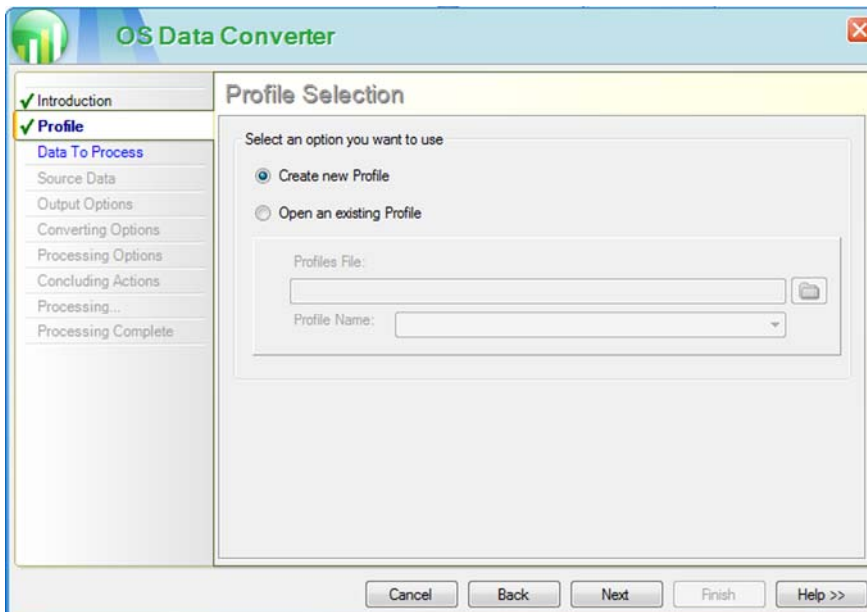 OS Data Converter
Introduction
Profile
Data To Process
Source Data
Output Options
Converting Options
Processing Options
Concluding Actions
Processing...
Processing Complete
Profile Selection
Select an option you want to use
Create new Profile
Open an existing Profile
Profiles File:
Profile Name:
Cancel Back Next Finish Help >>